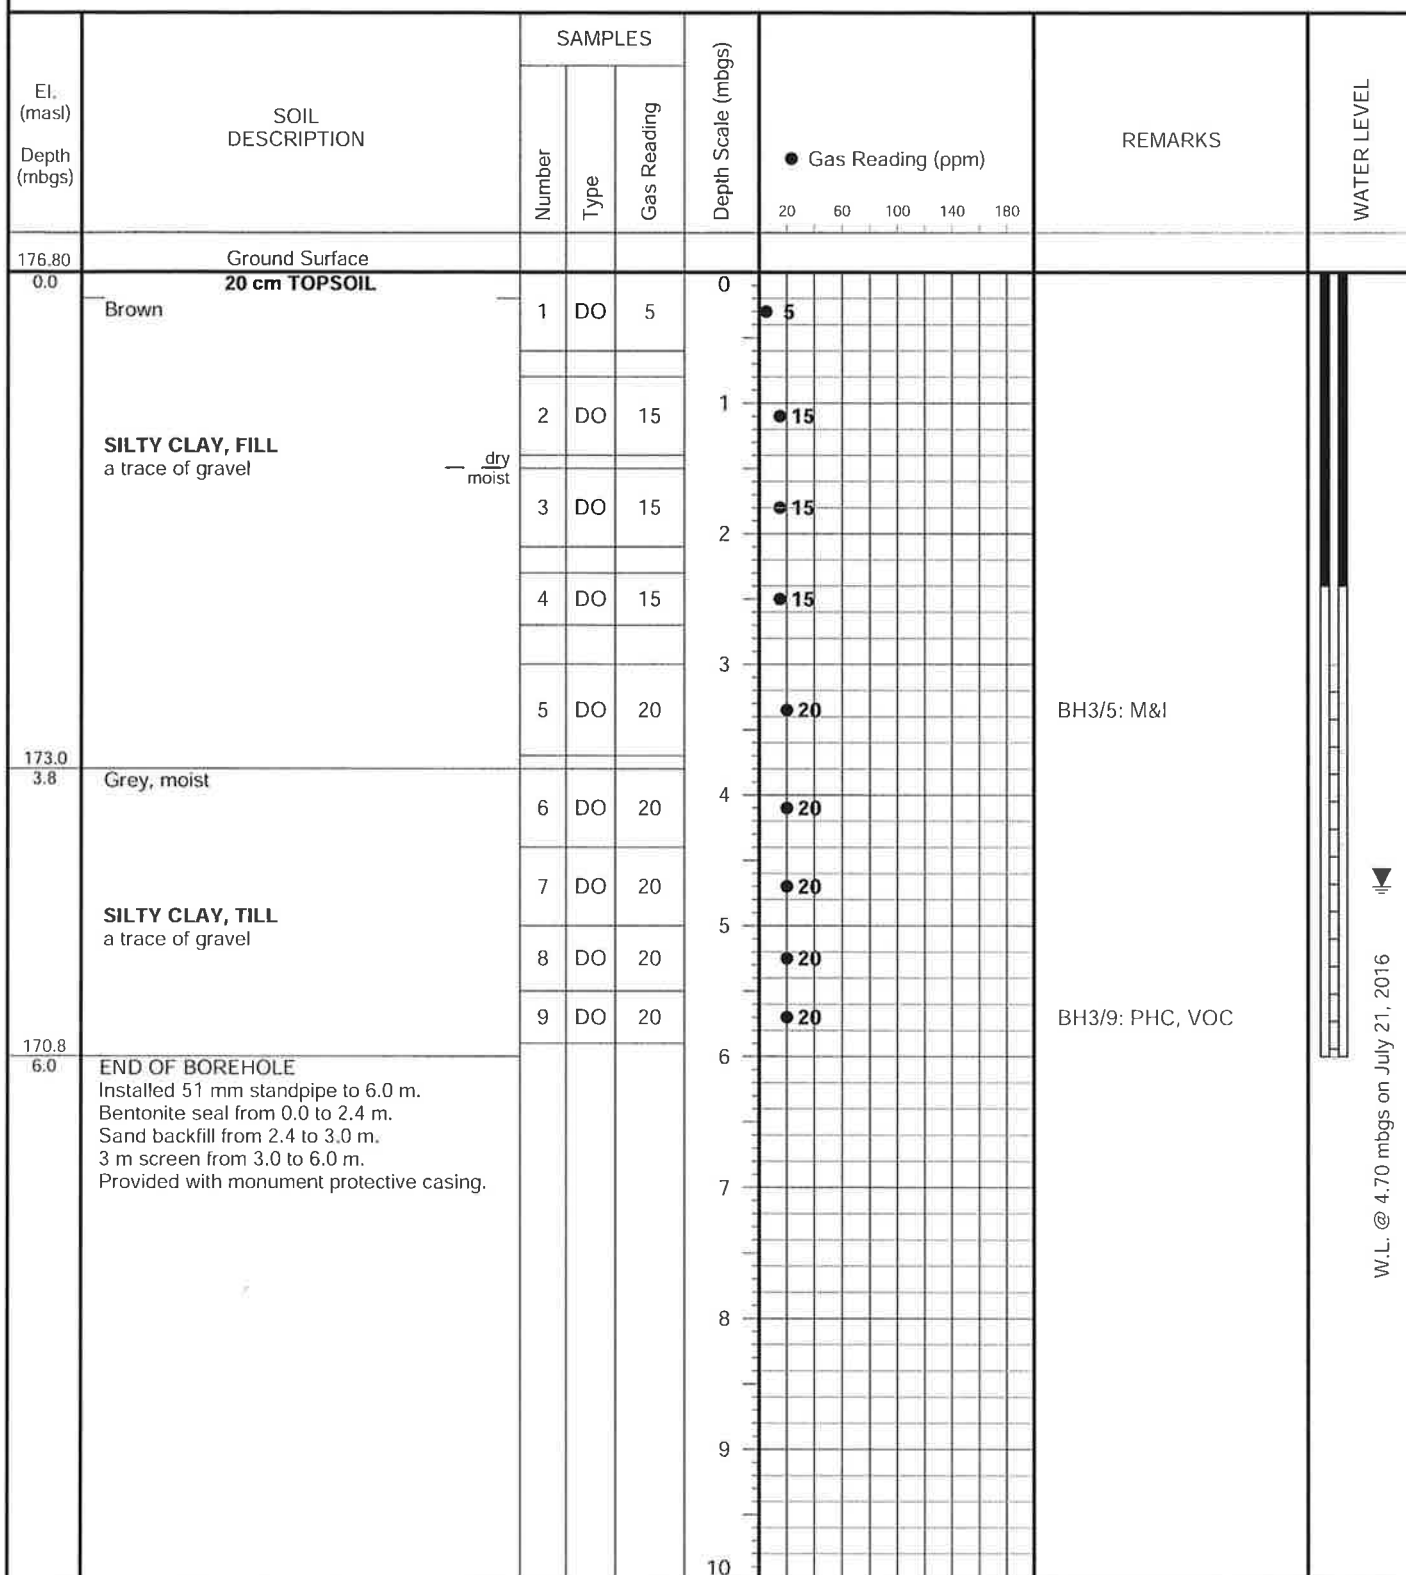 SAMPLES
El.
(masl)
Depth
(mbgs)
SOIL
DESCRIPTION
Number
Type
Gas Reading
Depth Scale (mbgs)
● Gas Reading (ppm)
20 60 100 140 180
REMARKS
WATER LEVEL
176.80
Ground Surface
0.0
20 cm TOPSOIL
0
Brown
1 DO 5
5
1
2 DO 15
15
SILTY CLAY, FILL
a trace of gravel
dry
moist
3 DO 15
15
2
4 DO 15
15
3
5 DO 20
20
BH3/5: M&I
173.0
3.8
Grey, moist
4
6 DO 20
20
7 DO 20
20
SILTY CLAY, TILL
a trace of gravel
5
8 DO 20
20
9 DO 20
20
BH3/9: PHC, VOC
170.8
6.0
6
END OF BOREHOLE
Installed 51 mm standpipe to 6.0 m.
Bentonite seal from 0.0 to 2.4 m.
Sand backfill from 2.4 to 3.0 m.
3 m screen from 3.0 to 6.0 m.
Provided with monument protective casing.
W.L. @ 4.70 mbgs on July 21, 2016
7
8
9
10